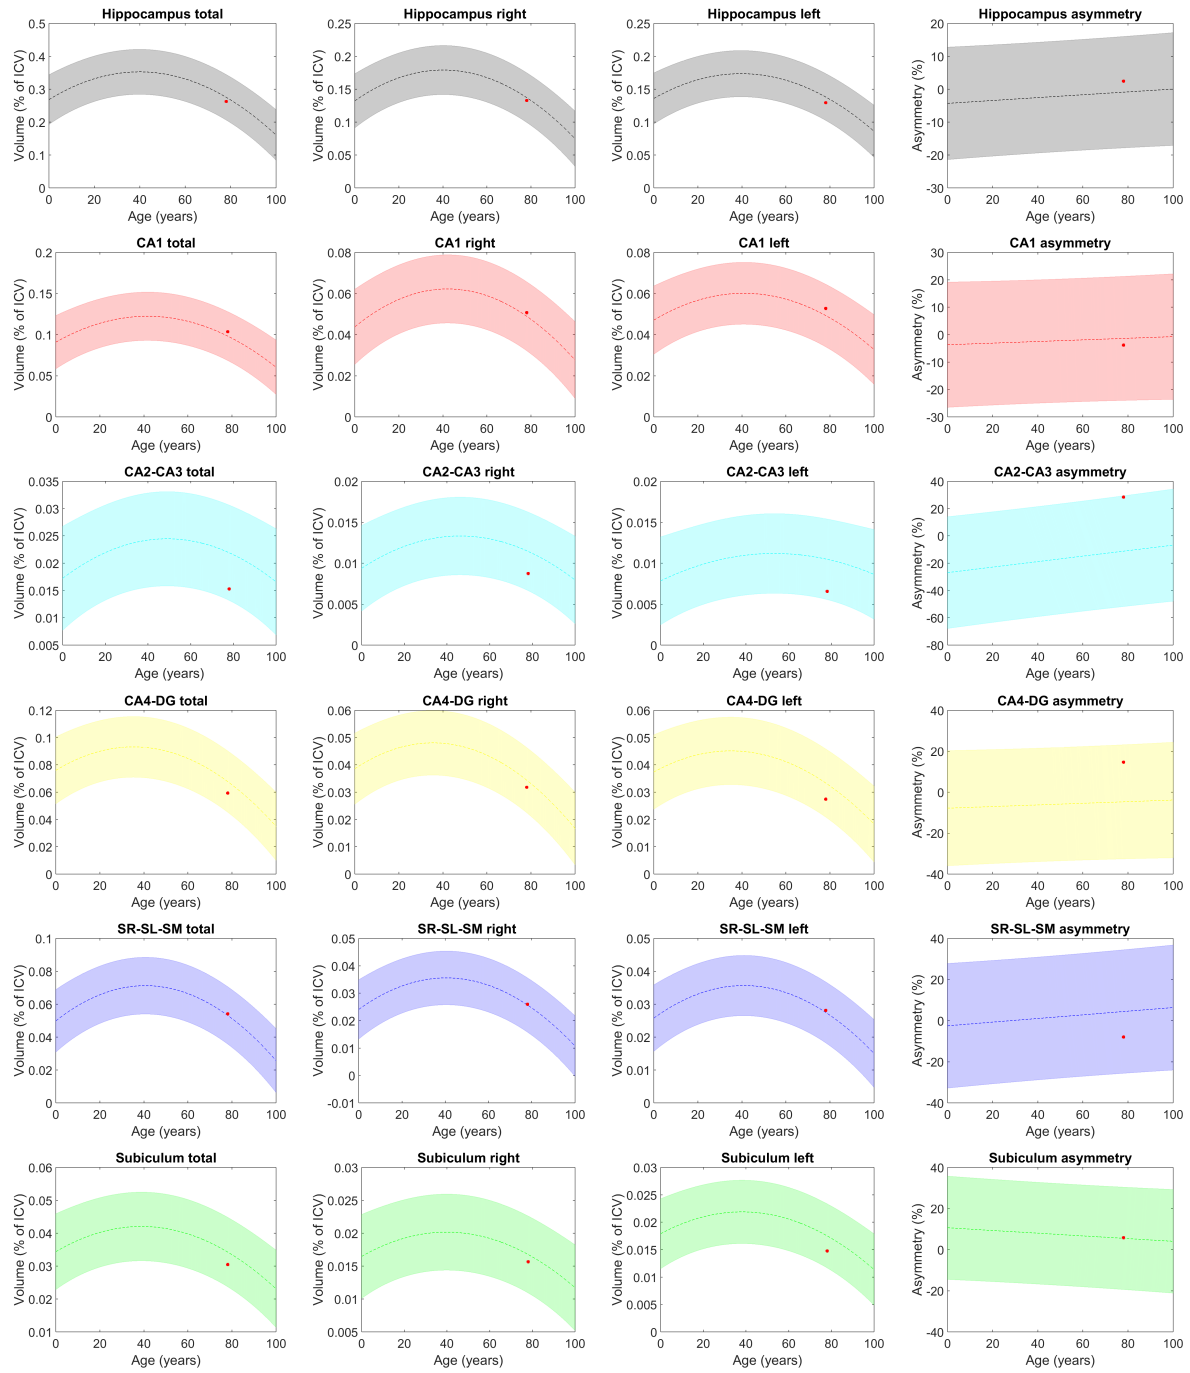 Hippocampus total
Volume (% of ICV)
0.5
0.4
0.3
0.2
0.1
0
0 20 40 60 80 100
Age (years)
Hippocampus right
Volume (% of ICV)
0.25
0.2
0.15
0.1
0.05
0
0 20 40 60 80 100
Age (years)
Hippocampus left
Volume (% of ICV)
0.25
0.2
0.15
0.1
0.05
0
0 20 40 60 80 100
Age (years)
Hippocampus asymmetry
Asymmetry (%)
20
10
0
-10
-20
-30
0 20 40 60 80 100
Age (years)
CA1 total
Volume (% of ICV)
0.2
0.15
0.1
0.05
0
0 20 40 60 80 100
Age (years)
CA1 right
Volume (% of ICV)
0.08
0.06
0.04
0.02
0
0 20 40 60 80 100
Age (years)
CA1 left
Volume (% of ICV)
0.08
0.06
0.04
0.02
0
0 20 40 60 80 100
Age (years)
CA1 asymmetry
Asymmetry (%)
30
20
10
0
-10
-20
-30
0 20 40 60 80 100
Age (years)
CA2-CA3 total
Volume (% of ICV)
0.035
0.03
0.025
0.02
0.015
0.01
0.005
0 20 40 60 80 100
Age (years)
CA2-CA3 right
Volume (% of ICV)
0.02
0.015
0.01
0.005
0
0 20 40 60 80 100
Age (years)
CA2-CA3 left
Volume (% of ICV)
0.02
0.015
0.01
0.005
0
0 20 40 60 80 100
Age (years)
CA2-CA3 asymmetry
Asymmetry (%)
40
20
0
-20
-40
-60
-80
0 20 40 60 80 100
Age (years)
CA4-DG total
Volume (% of ICV)
0.12
0.1
0.08
0.06
0.04
0.02
0
0 20 40 60 80 100
Age (years)
CA4-DG right
Volume (% of ICV)
0.06
0.05
0.04
0.03
0.02
0.01
0
0 20 40 60 80 100
Age (years)
CA4-DG left
Volume (% of ICV)
0.06
0.05
0.04
0.03
0.02
0.01
0
0 20 40 60 80 100
Age (years)
CA4-DG asymmetry
Asymmetry (%)
40
20
0
-20
-40
0 20 40 60 80 100
Age (years)
SR-SL-SM total
Volume (% of ICV)
0.1
0.08
0.06
0.04
0.02
0
0 20 40 60 80 100
Age (years)
SR-SL-SM right
Volume (% of ICV)
0.05
0.04
0.03
0.02
0.01
0
-0.01
0 20 40 60 80 100
Age (years)
SR-SL-SM left
Volume (% of ICV)
0.05
0.04
0.03
0.02
0.01
0
0 20 40 60 80 100
Age (years)
SR-SL-SM asymmetry
Asymmetry (%)
40
20
0
-20
-40
0 20 40 60 80 100
Age (years)
Subiculum total
Volume (% of ICV)
0.06
0.05
0.04
0.03
0.02
0.01
0 20 40 60 80 100
Age (years)
Subiculum right
Volume (% of ICV)
0.03
0.025
0.02
0.015
0.01
0.005
0 20 40 60 80 100
Age (years)
Subiculum left
Volume (% of ICV)
0.03
0.025
0.02
0.015
0.01
0.005
0
0 20 40 60 80 100
Age (years)
Subiculum asymmetry
Asymmetry (%)
40
20
0
-20
-40
0 20 40 60 80 100
Age (years)